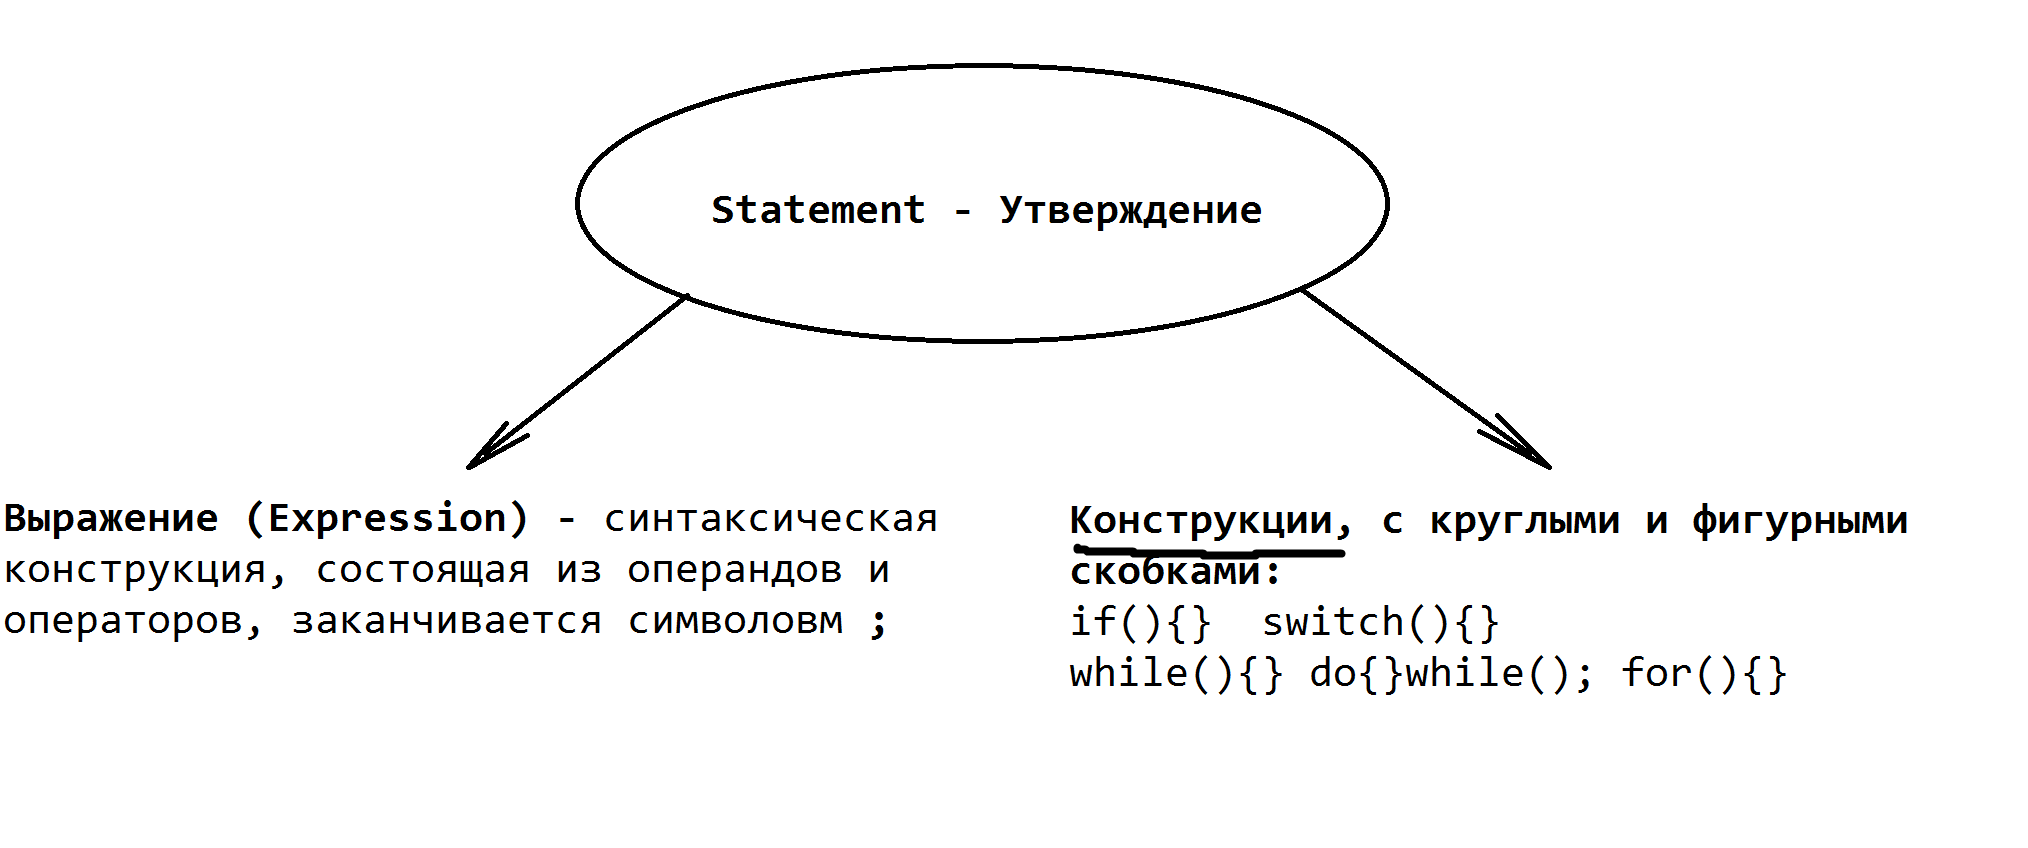 Statement - Утверждение
Выражение (Expression) - синтаксическая
конструкция, состоящая из операндов и
операторов, заканчивается символовм ;
Конструкции, с круглыми и фигурными
скобками:
if(){}  switch(){}
while(){} do{}while(); for(){}